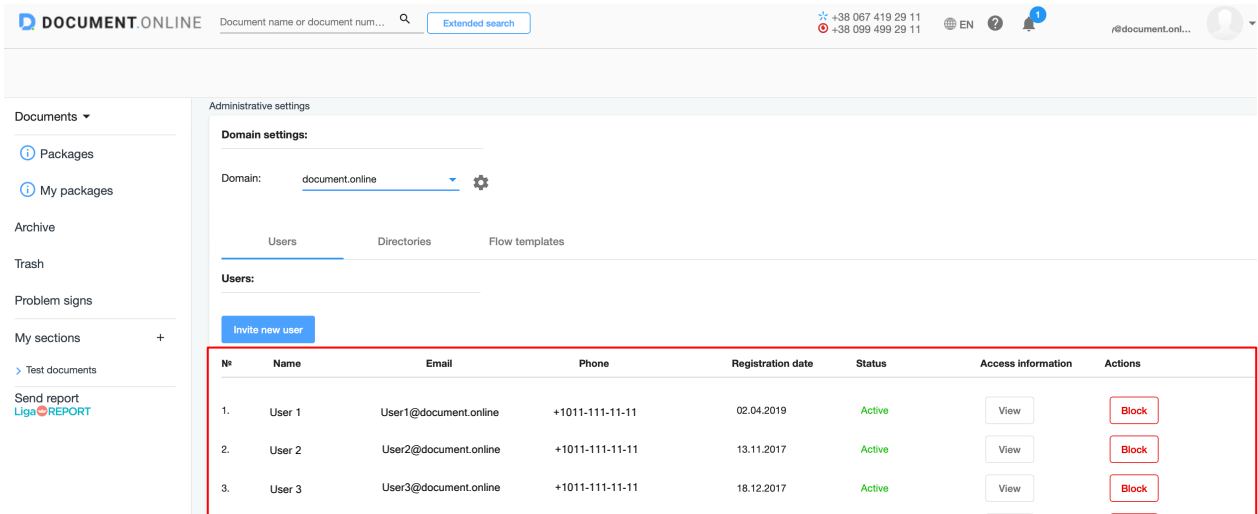 DOCUMENT.ONLINE
Document name or document num...
Extended search
+38 067 419 29 11
+38 099 499 29 11
EN
?
1
@document.onl...
Documents
Packages
My packages
Archive
Trash
Problem signs
My sections +
Test documents
Send report
Liga REPORT
Administrative settings
Domain settings:
Domain: document.online
Users Directories Flow templates
Users:
Invite new user
№ Name Email Phone Registration date Status Access information Actions
1. User 1 User1@document.online +1011-111-11-11 02.04.2019 Active View Block
2. User 2 User2@document.online +1011-111-11-11 13.11.2017 Active View Block
3. User 3 User3@document.online +1011-111-11-11 18.12.2017 Active View Block